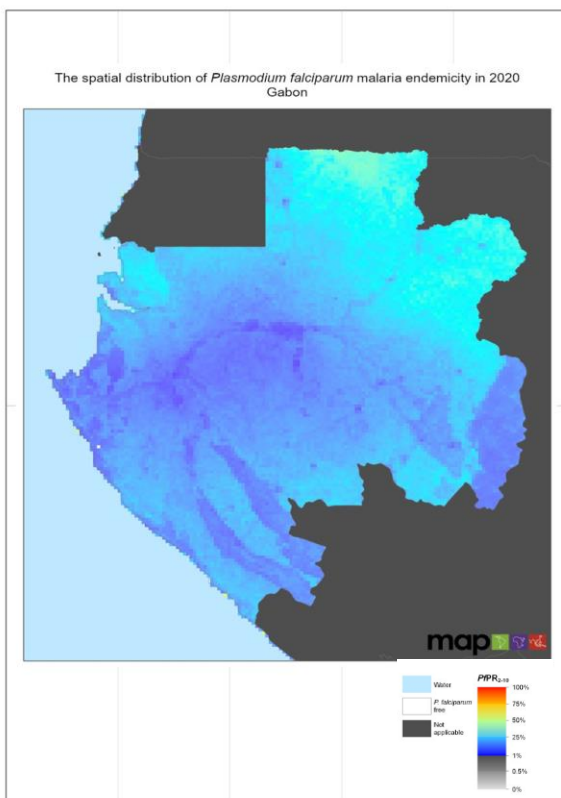 The spatial distribution of Plasmodium falciparum malaria endemicity in 2020
Gabon
map
Water
P. falciparum
free
Not
applicable
PfPR2-10
100%
75%
50%
25%
1%
0.5%
0%